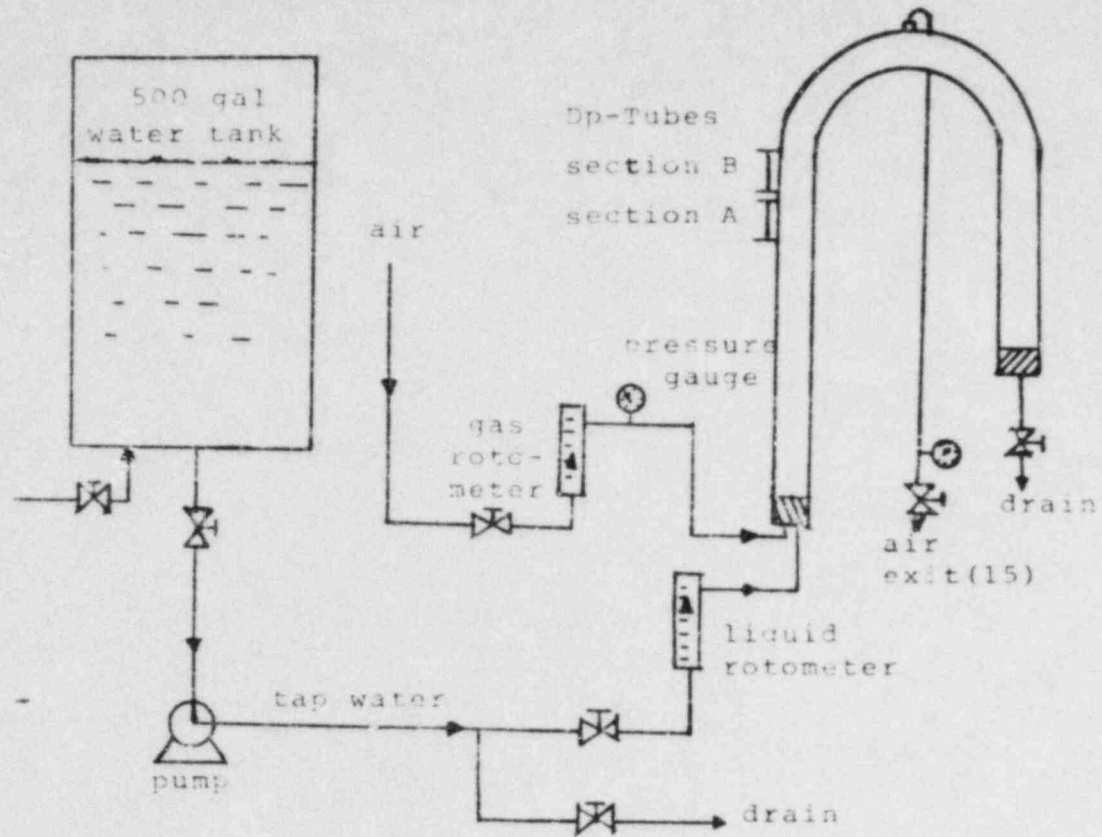 500 gal
water tank
Dp-Tubes
section B
section A
air
pressure
gauge
gas
roto-
meter
drain
air
exit(15)
liquid
rotometer
tap water
pump
drain